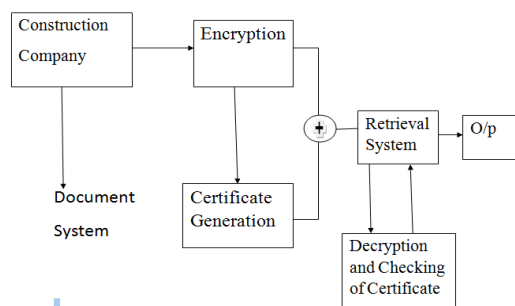 Construction
Company
Encryption
Retrieval
System
O/p
Document
System
Certificate
Generation
Decryption
and Checking
of Certificate